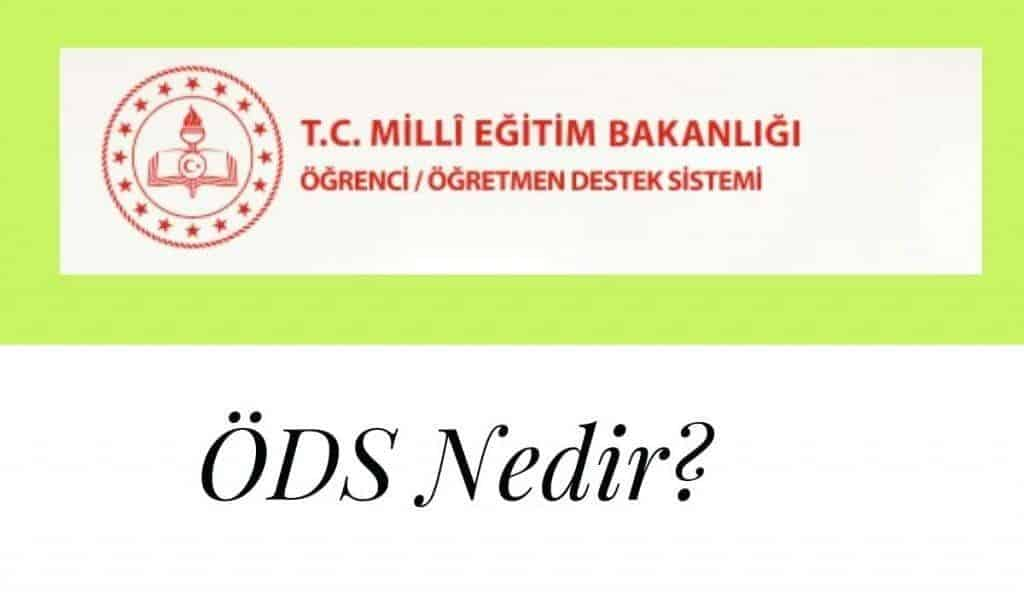 T.C. MİLLÎ EĞİTİM BAKANLIĞI
ÖĞRENCİ / ÖĞRETMEN DESTEK SİSTEMİ
ÖDS Nedir?